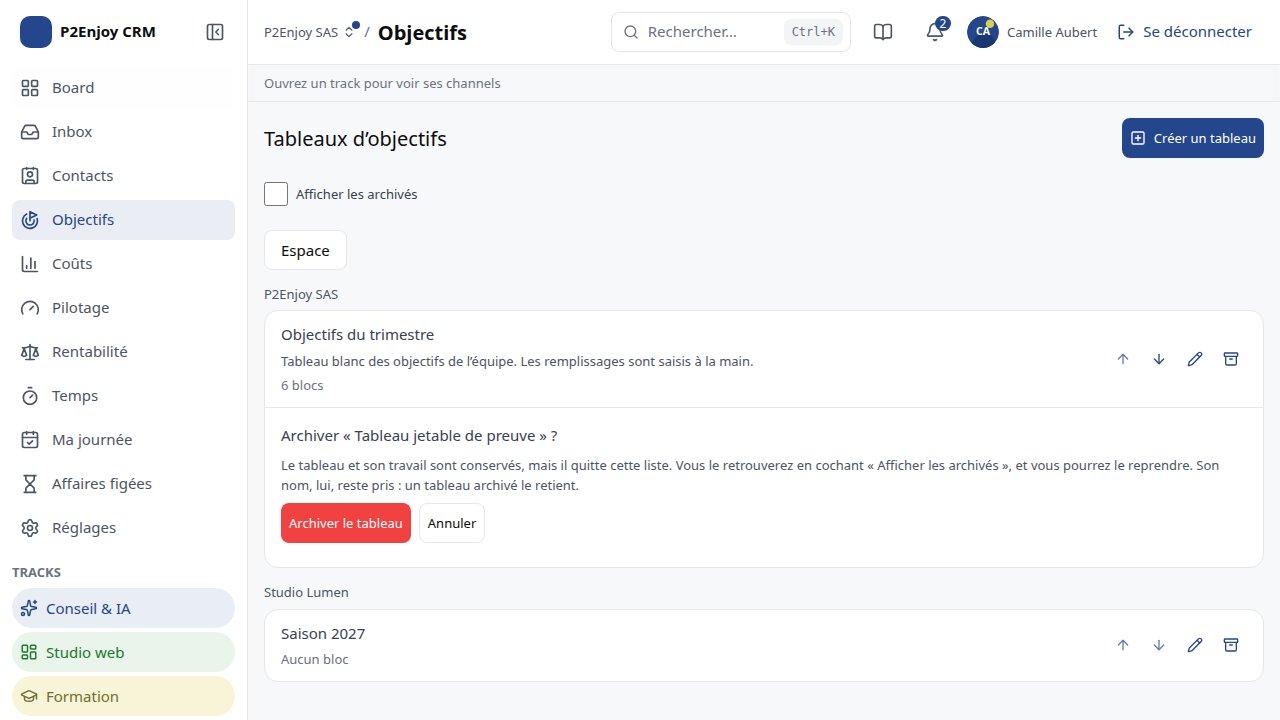 P2Enjoy CRM
P2Enjoy SAS / Objectifs
Rechercher... Ctrl+K
2
CA Camille Aubert
Se déconnecter
Board
Inbox
Contacts
Objectifs
Coûts
Pilotage
Rentabilité
Temps
Ma journée
Affaires figées
Réglages
TRACKS
Conseil & IA
Studio web
Formation
Ouvrez un track pour voir ses channels
Tableaux d’objectifs
Créer un tableau
Afficher les archivés
Espace
P2Enjoy SAS
Objectifs du trimestre
Tableau blanc des objectifs de l’équipe. Les remplissages sont saisis à la main.
6 blocs
Archiver « Tableau jetable de preuve » ?
Le tableau et son travail sont conservés, mais il quitte cette liste. Vous le retrouverez en cochant « Afficher les archivés », et vous pourrez le reprendre. Son
nom, lui, reste pris : un tableau archivé le retient.
Archiver le tableau
Annuler
Studio Lumen
Saison 2027
Aucun bloc